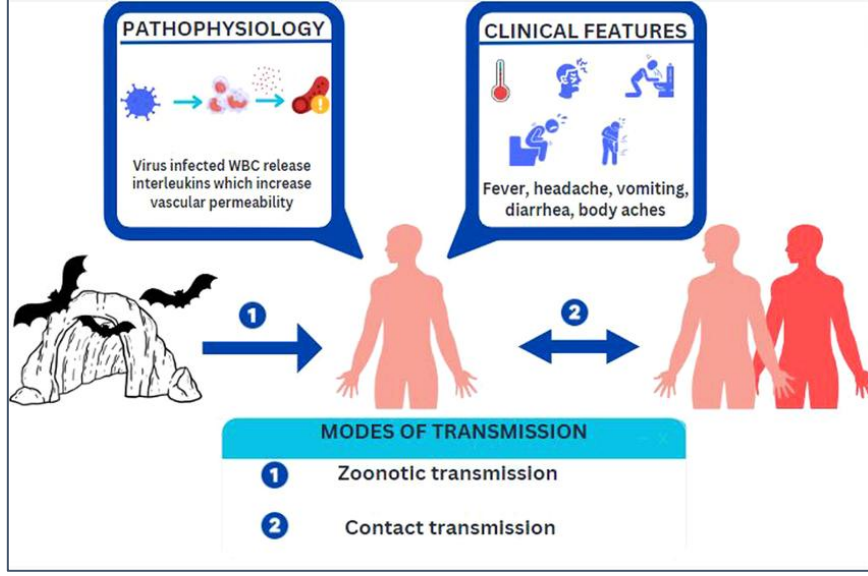 PATHOPHYSIOLOGY
Virus infected WBC release
interleukins which increase
vascular permeability
CLINICAL FEATURES
Fever, headache, vomiting,
diarrhea, body aches
1
2
MODES OF TRANSMISSION
1 Zoonotic transmission
2 Contact transmission